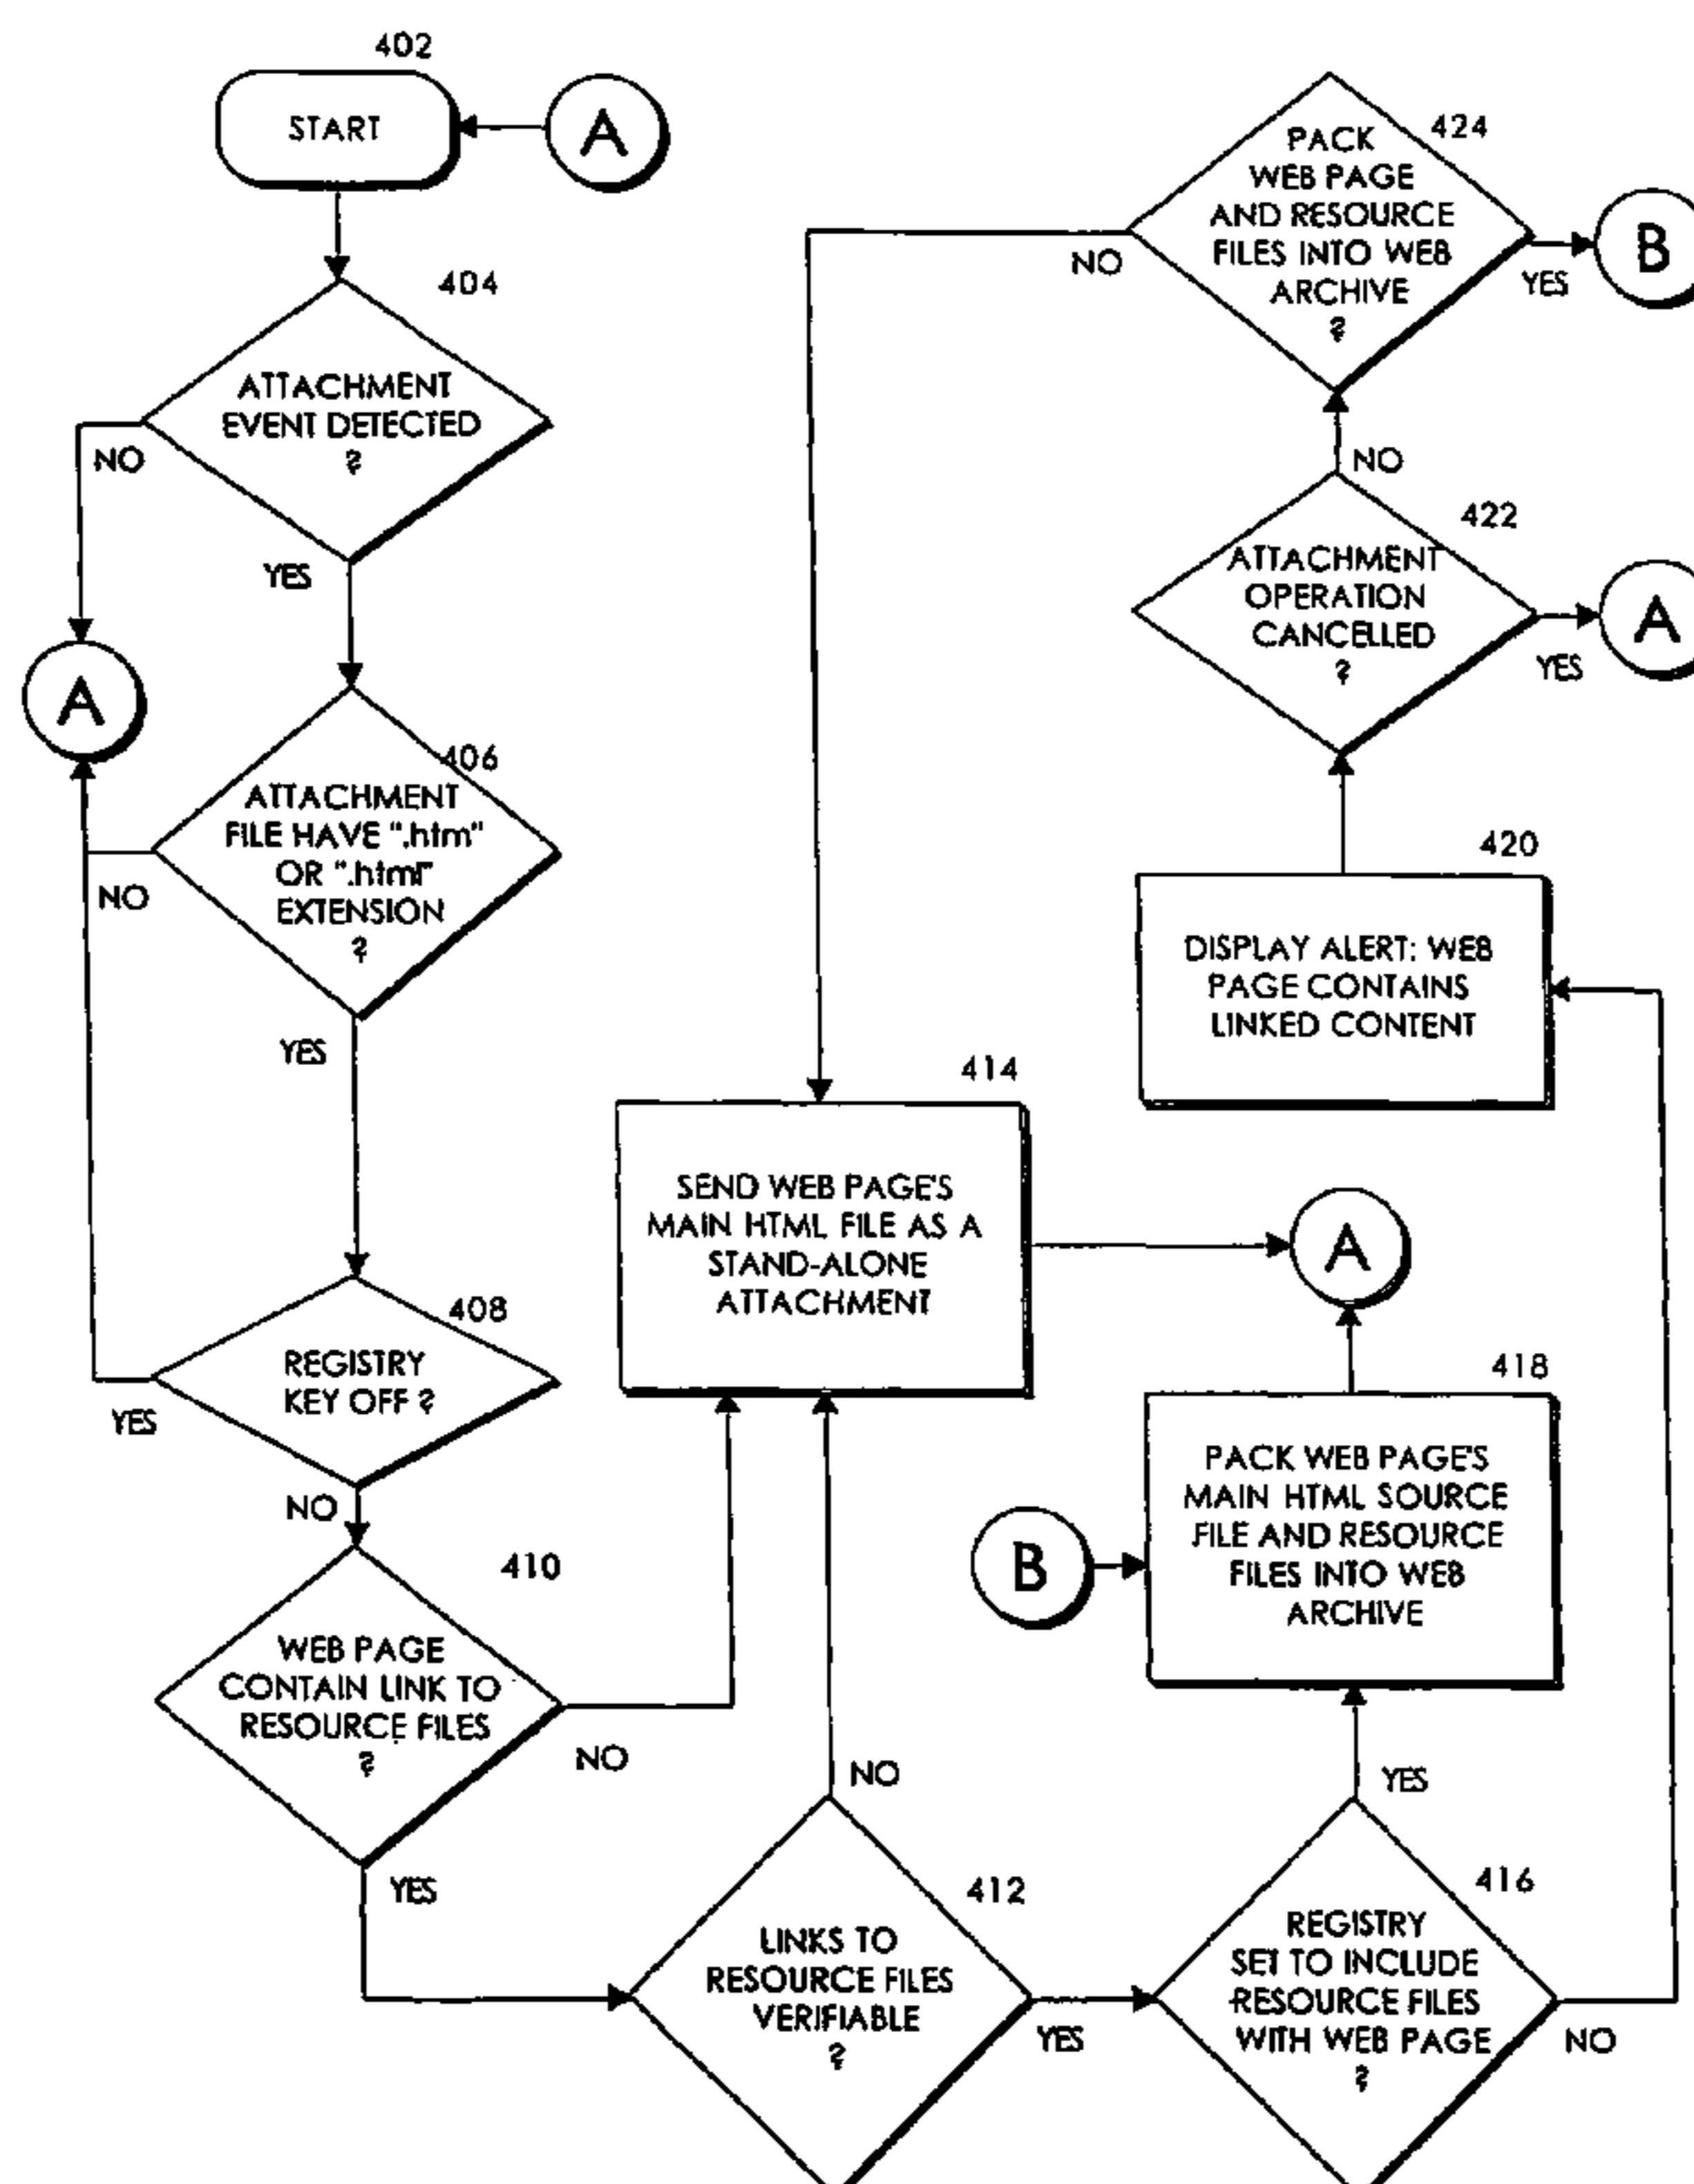 402
START
A
404
ATTACHMENT
EVENT DETECTED
?
NO
YES
A
406
ATTACHMENT
FILE HAVE ".htm"
OR ".html"
EXTENSION
?
NO
YES
408
REGISTRY
KEY OFF ?
YES
NO
410
WEB PAGE
CONTAIN LINK TO
RESOURCE FILES
?
NO
YES
412
LINKS TO
RESOURCE FILES
VERIFIABLE
?
NO
YES
414
SEND WEB PAGE'S
MAIN HTML FILE AS A
STAND-ALONE
ATTACHMENT
A
416
REGISTRY
SET TO INCLUDE
RESOURCE FILES
WITH WEB PAGE
?
YES
NO
418
PACK WEB PAGE'S
MAIN HTML SOURCE
FILE AND RESOURCE
FILES INTO WEB
ARCHIVE
B
420
DISPLAY ALERT: WEB
PAGE CONTAINS
LINKED CONTENT
422
ATTACHMENT
OPERATION
CANCELLED
?
YES
A
NO
424
PACK
WEB PAGE
AND RESOURCE
FILES INTO WEB
ARCHIVE
?
NO
YES
B